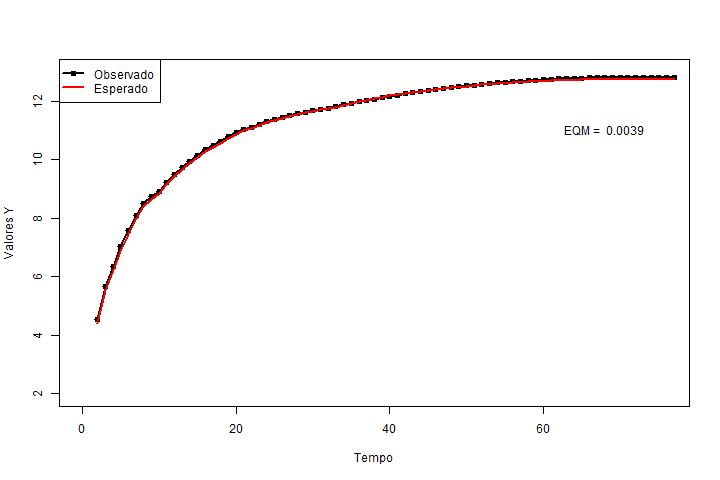 Observado
Esperado
EQM = 0.0039
Valores Y
12
10
8
6
4
2
0 20 40 60
Tempo